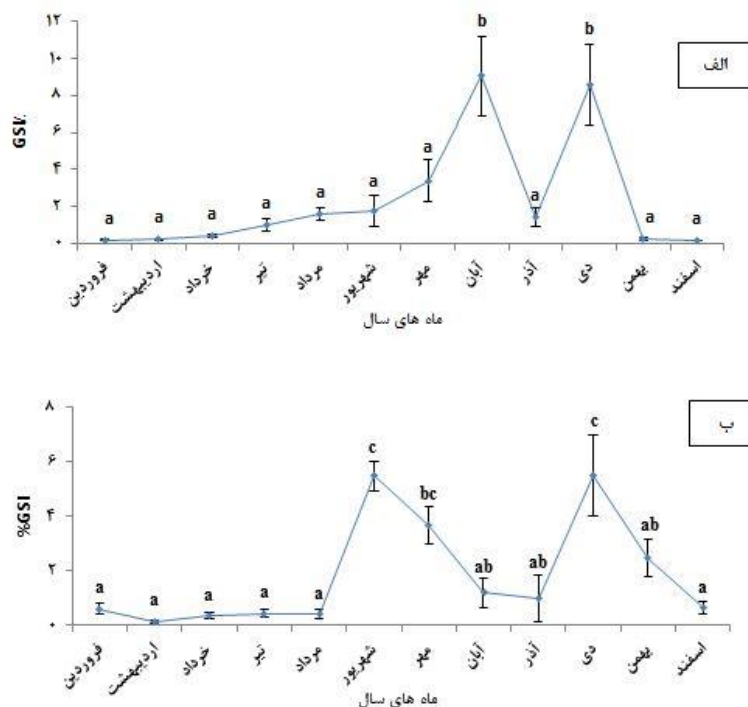 الف
GSI٪
۱۲
۱۰
۸
۶
۴
۲
۰
a a a a a a a b a b a a
فروردین اردیبهشت خرداد تیر مرداد شهریور مهر آبان آذر دی بهمن اسفند
ماه های سال
ب
%GSI
۸
۶
۴
۲
۰
a a a a a c bc ab ab c ab a
فروردین اردیبهشت خرداد تیر مرداد شهریور مهر آبان آذر دی بهمن اسفند
ماه های سال